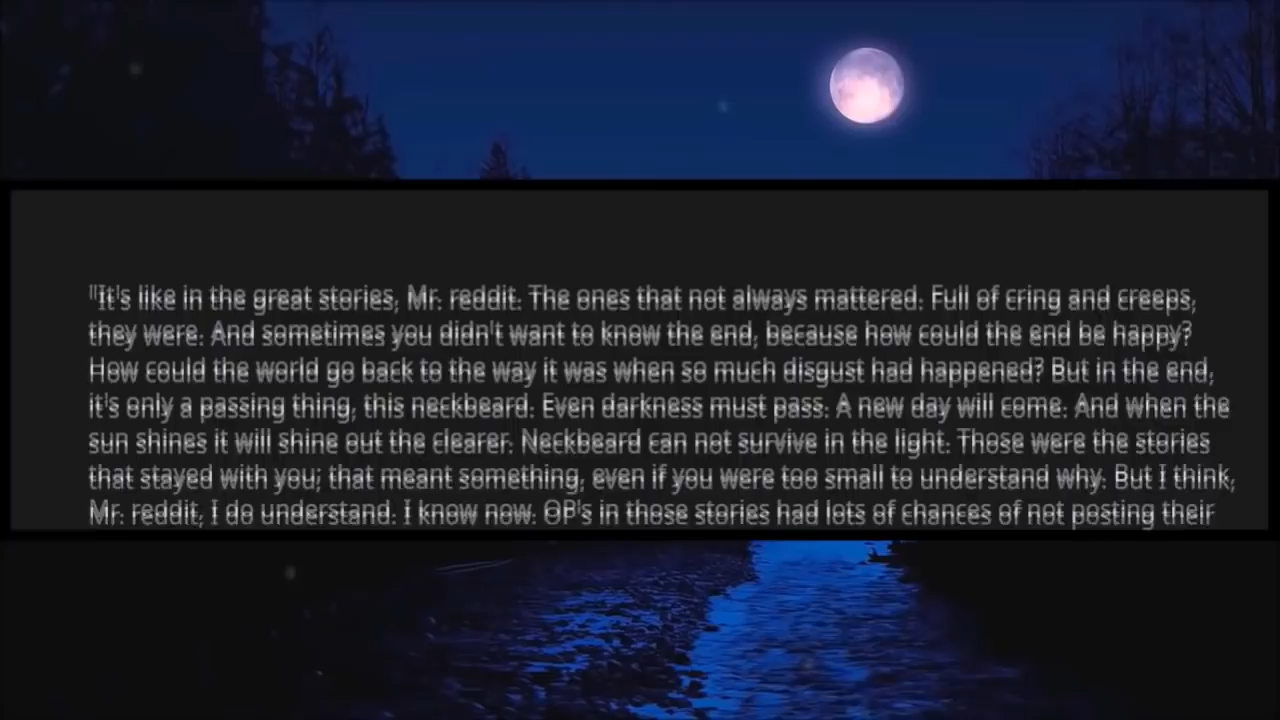 "It's like in the great stories, Mr. reddit. The ones that not always mattered. Full of cring and creeps,
they were. And sometimes you didn't want to know the end, because how could the end be happy?
How could the world go back to the way it was when so much disgust had happened? But in the end,
it's only a passing thing, this neckbeard. Even darkness must pass. A new day will come. And when the
sun shines it will shine out the clearer. Neckbeard can not survive in the light. Those were the stories
that stayed with you; that meant something, even if you were too small to understand why. But I think,
Mr. reddit, I do understand. I know now. OP's in those stories had lots of chances of not posting their